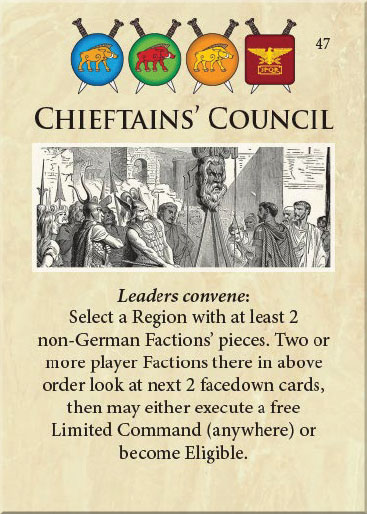 47
SPQR
CHIEFTAINS' COUNCIL
Leaders convene:
Select a Region with at least 2
non-German Factions' pieces. Two or
more player Factions there in above
order look at next 2 facedown cards,
then may either execute a free
Limited Command (anywhere) or
become Eligible.